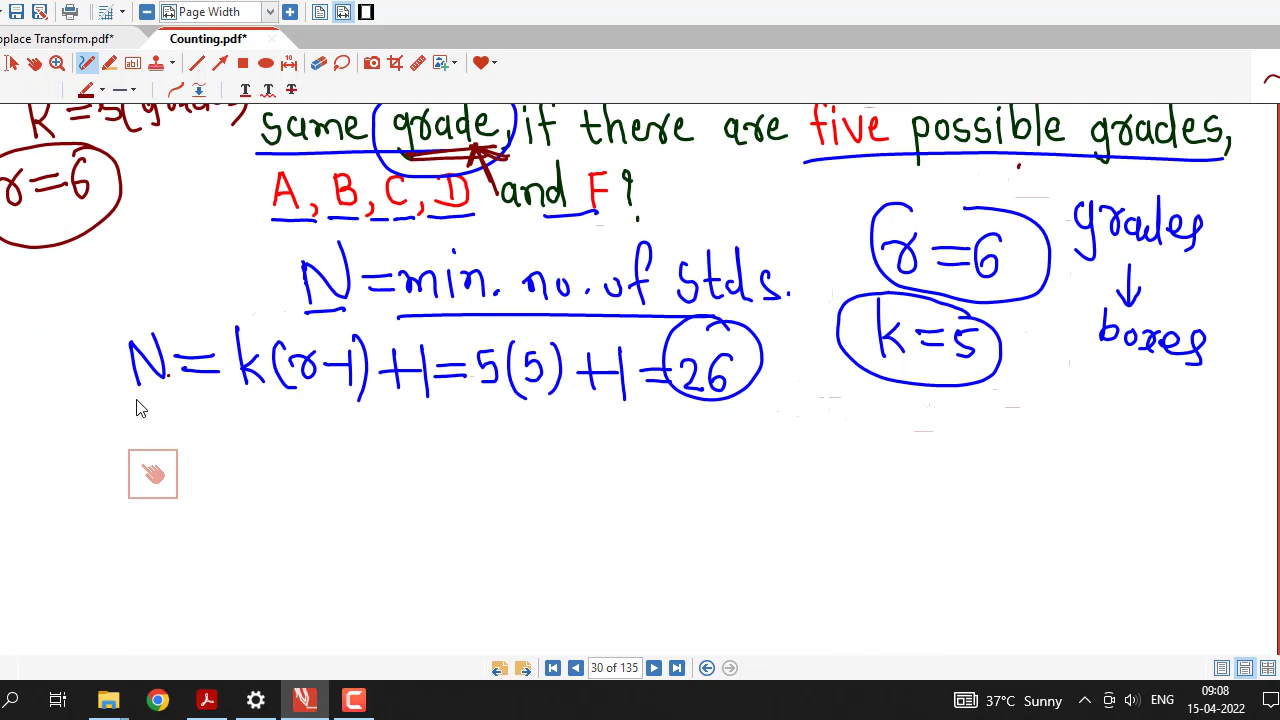 Page Width
pplace Transform.pdf*
Counting.pdf*
10
T T T
same grade, if there are five possible grades,
r=6
A, B, C, D and F?
N = min. no. of stds.
r=6
grades
boxes
k=5
N = k(r-1)+1 = 5(5)+1 = 26
30 of 135
37°C Sunny
ENG
09:08
15-04-2022